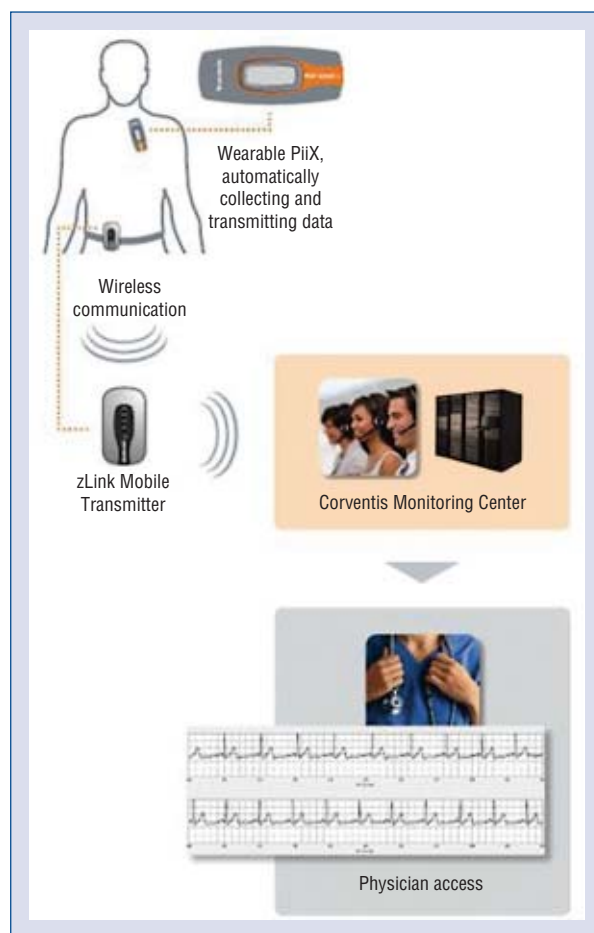 Wearable PiiX,
automatically
collecting and
transmitting data
Wireless
communication
zLink Mobile
Transmitter
Corventis Monitoring Center
Physician access